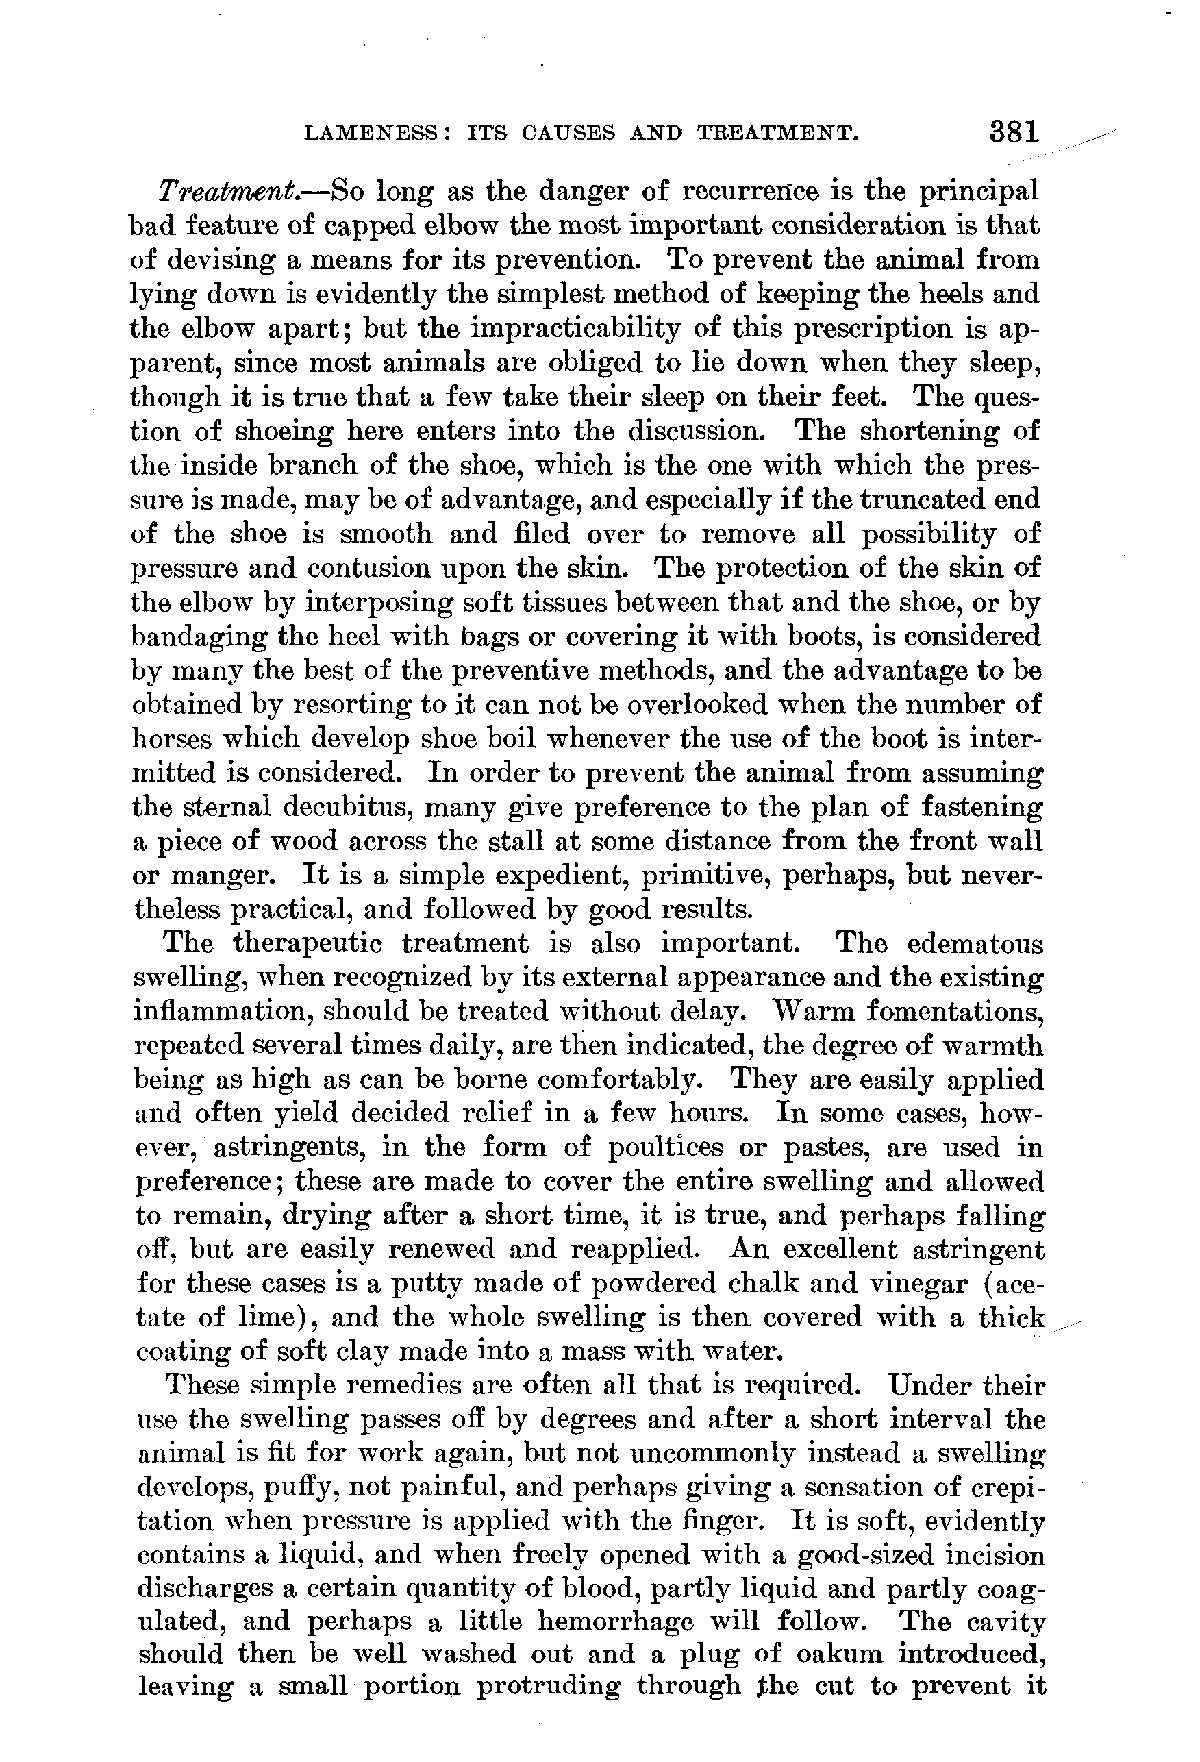 LAMENESS: ITS CAUSES AND TREATMENT. 381
Treatment.—So long as the danger of recurrence is the principal
bad feature of capped elbow the most important consideration is that
of devising a means for its prevention. To prevent the animal from
lying down is evidently the simplest method of keeping the heels and
the elbow apart; but the impracticability of this prescription is ap-
parent, since most animals are obliged to lie down when they sleep,
though it is true that a few take their sleep on their feet. The ques-
tion of shoeing here enters into the discussion. The shortening of
the inside branch of the shoe, which is the one with which the pres-
sure is made, may be of advantage, and especially if the truncated end
of the shoe is smooth and filed over to remove all possibility of
pressure and contusion upon the skin. The protection of the skin of
the elbow by interposing soft tissues between that and the shoe, or by
bandaging the heel with bags or covering it with boots, is considered
by many the best of the preventive methods, and the advantage to be
obtained by resorting to it can not be overlooked when the number of
horses which develop shoe boil whenever the use of the boot is inter-
mitted is considered. In order to prevent the animal from assuming
the sternal decubitus, many give preference to the plan of fastening
a piece of wood across the stall at some distance from the front wall
or manger. It is a simple expedient, primitive, perhaps, but never-
theless practical, and followed by good results.
The therapeutic treatment is also important. The edematous
swelling, when recognized by its external appearance and the existing
inflammation, should be treated without delay. Warm fomentations,
repeated several times daily, are then indicated, the degree of warmth
being as high as can be borne comfortably. They are easily applied
and often yield decided relief in a few hours. In some cases, how-
ever, astringents, in the form of poultices or pastes, are used in
preference; these are made to cover the entire swelling and allowed
to remain, drying after a short time, it is true, and perhaps falling
off, but are easily renewed and reapplied. An excellent astringent
for these cases is a putty made of powdered chalk and vinegar (ace-
tate of lime), and the whole swelling is then covered with a thick
coating of soft clay made into a mass with water.
These simple remedies are often all that is required. Under their
use the swelling passes off by degrees and after a short interval the
animal is fit for work again, but not uncommonly instead a swelling
develops, puffy, not painful, and perhaps giving a sensation of crepi-
tation when pressure is applied with the finger. It is soft, evidently
contains a liquid, and when freely opened with a good-sized incision
discharges a certain quantity of blood, partly liquid and partly coag-
ulated, and perhaps a little hemorrhage will follow. The cavity
should then be well washed out and a plug of oakum introduced,
leaving a small portion protruding through the cut to prevent it